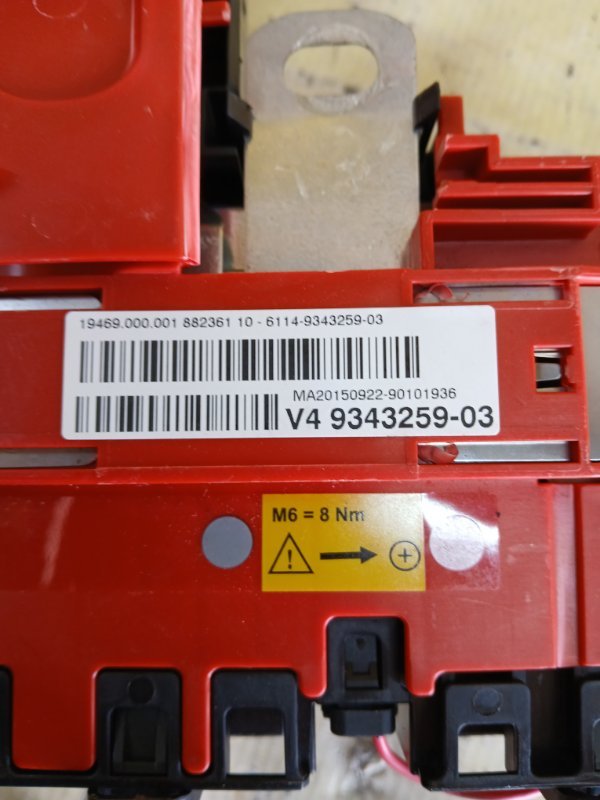 19469.000.001 882361 10 - 6114-9343259-03
MA20150922-90101936
V4 9343259-03
M6 = 8 Nm